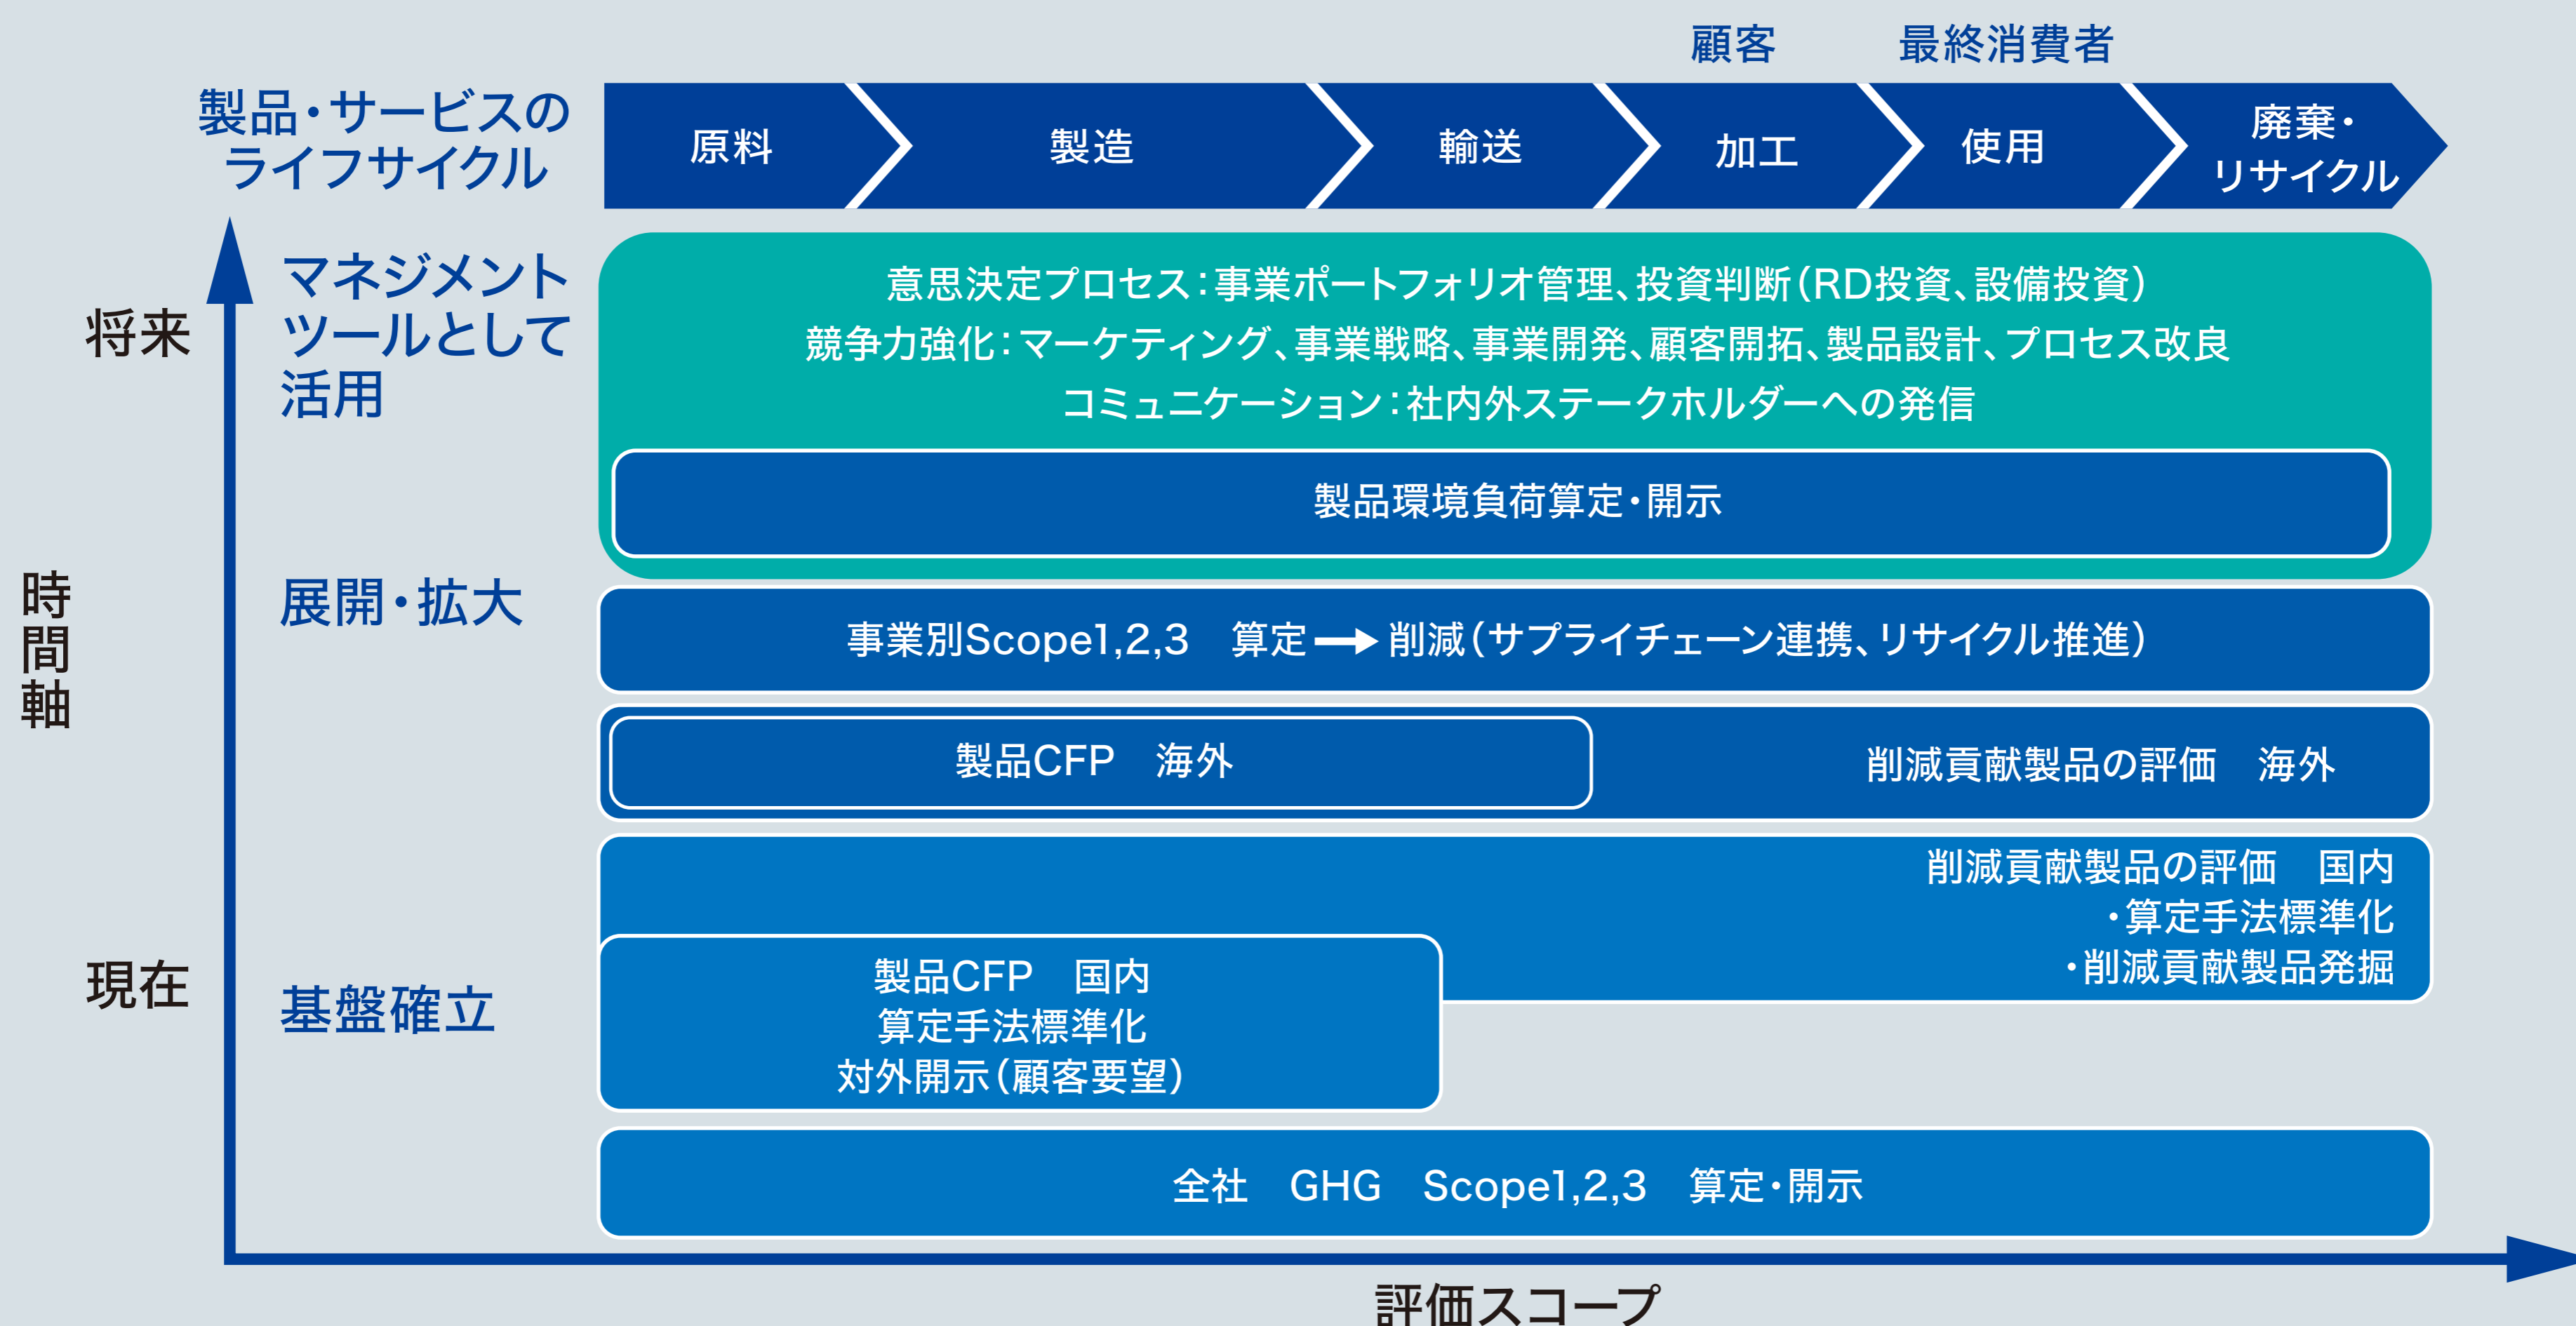 顧客
最終消費者
製品・サービスの
ライフサイクル
原料
製造
輸送
加工
使用
廃棄・
リサイクル
時間軸
将来
マネジメント
ツールとして
活用
意思決定プロセス：事業ポートフォリオ管理、投資判断（RD投資、設備投資）
競争力強化：マーケティング、事業戦略、事業開発、顧客開拓、製品設計、プロセス改良
コミュニケーション：社内外ステークホルダーへの発信
製品環境負荷算定・開示
展開・拡大
事業別Scope1,2,3　算定➡削減（サプライチェーン連携、リサイクル推進）
製品CFP　海外
削減貢献製品の評価　海外
現在
基盤確立
削減貢献製品の評価　国内
・算定手法標準化
・削減貢献製品発掘
製品CFP　国内
算定手法標準化
対外開示（顧客要望）
全社　GHG　Scope1,2,3　算定・開示
評価スコープ